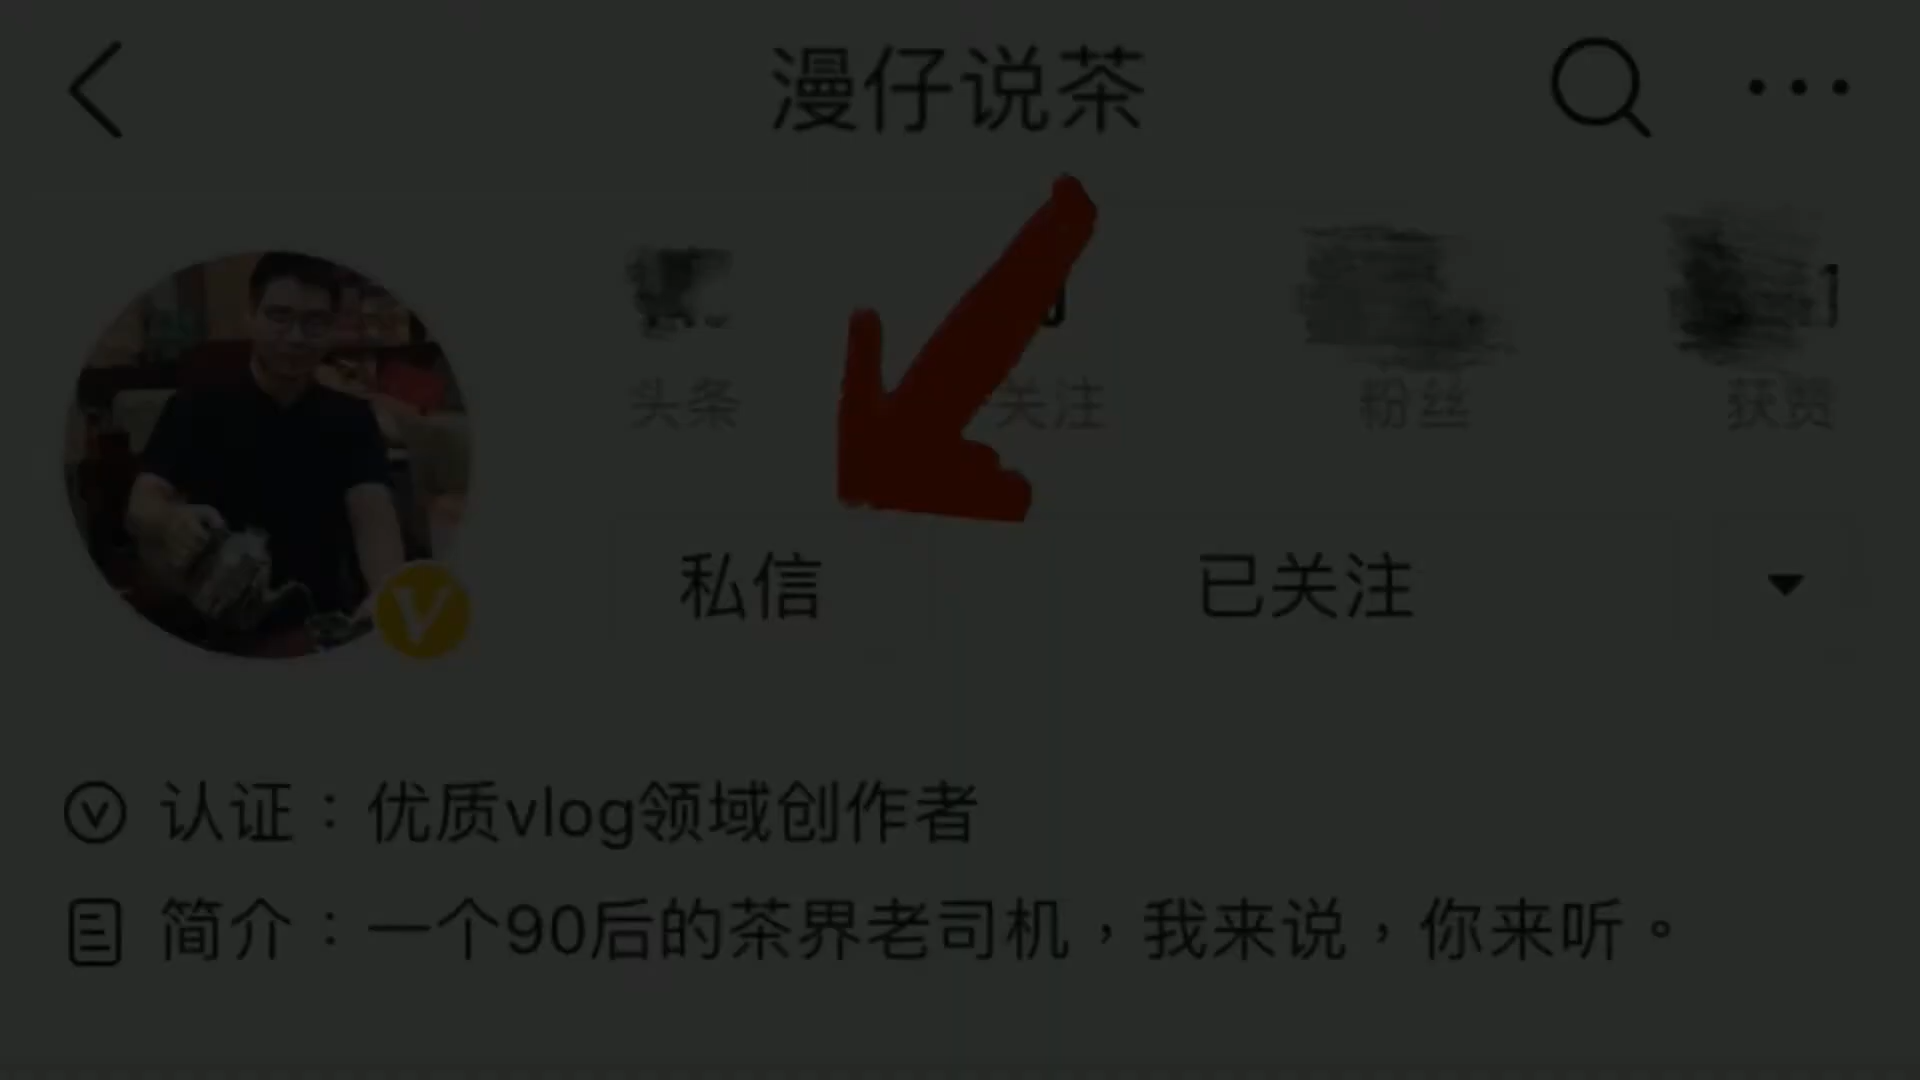 漫仔说茶
头条 关注 粉丝 获赞
私信 已关注
认证：优质vlog领域创作者
简介：一个90后的茶界老司机，我来说，你来听。